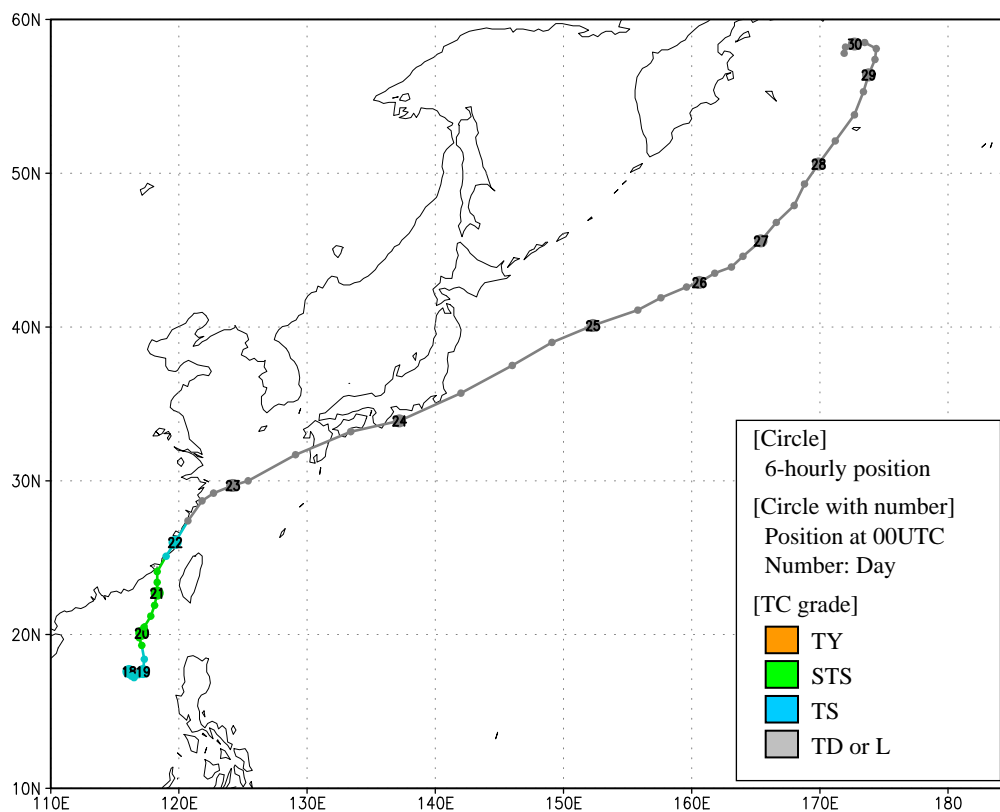 60N
50N
40N
30N
20N
10N
110E
120E
130E
140E
150E
160E
170E
180
30
29
28
27
26
25
24
23
22
21
20
19
[Circle]
6-hourly position
[Circle with number]
Position at 00UTC
Number: Day
[TC grade]
TY
STS
TS
TD or L